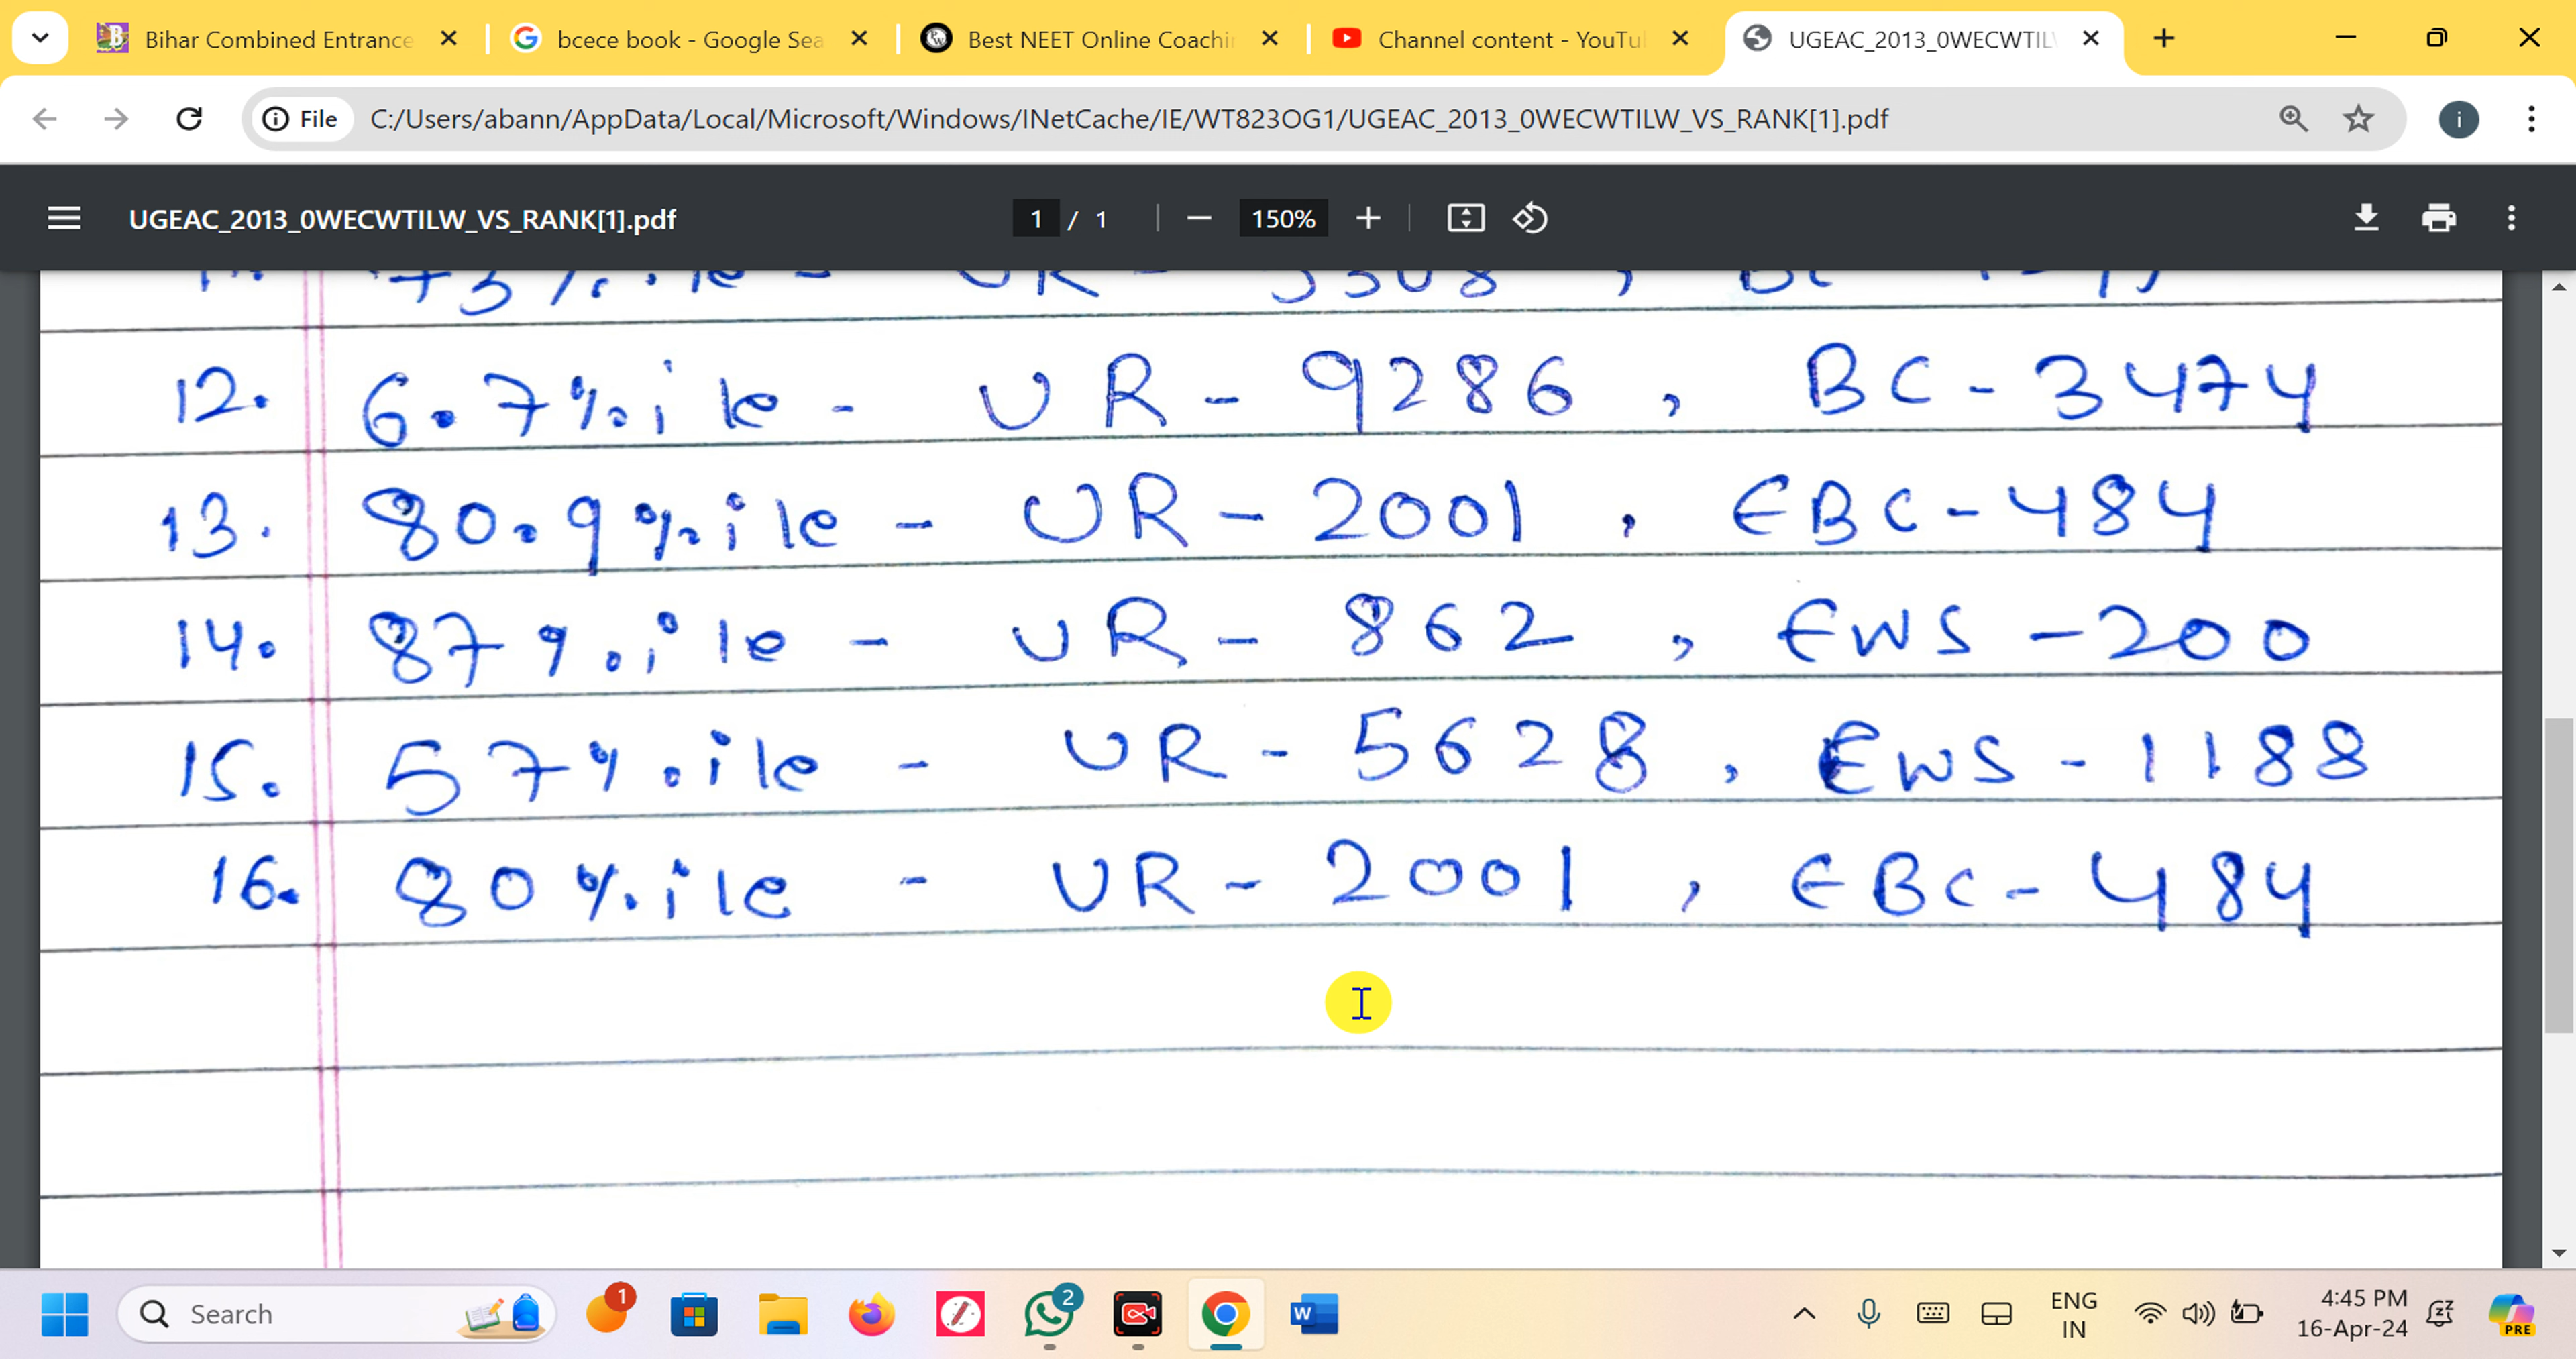 Bihar Combined Entrance
bcece book - Google Sea
Best NEET Online Coachi
Channel content - YouTu
UGEAC_2013_0WECWTIL
File C:/Users/abann/AppData/Local/Microsoft/Windows/INetCache/IE/WT823OG1/UGEAC_2013_0WECWTILW_VS_RANK[1].pdf
i
UGEAC_2013_0WECWTILW_VS_RANK[1].pdf 1 / 1 150%
12. 6.7%ile - UR - 9286 , BC - 3474
13. 80.9%ile - UR - 2001 , EBC - 484
14. 87%ile - UR - 862 , EWS - 200
15. 57%ile - UR - 5628 , EWS - 1188
16. 80%ile - UR - 2001 , EBC - 484
Search
1
2
W
ENG
IN
4:45 PM
16-Apr-24
PRE